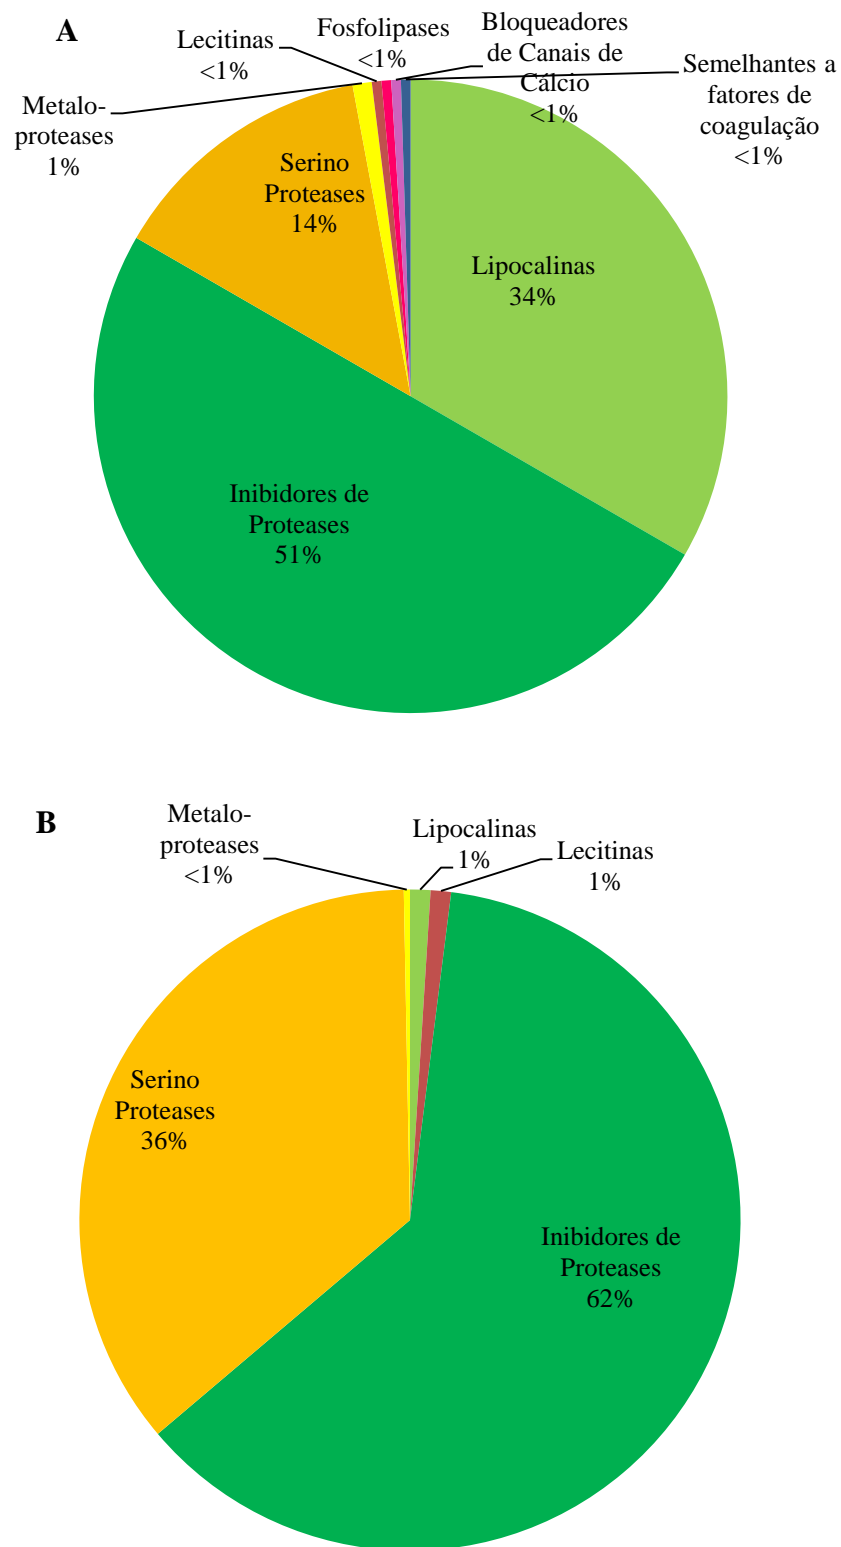 A
Lecitinas
<1%
Fosfolipases
<1%
Bloqueadores
de Canais de
Cálcio
<1%
Semelhantes a
fatores de
coagulação
<1%
Metalo-
proteases
1%
Serino
Proteases
14%
Lipocalinas
34%
Inibidores de
Proteases
51%
B
Metalo-
proteases
<1%
Lipocalinas
1%
Lecitinas
1%
Serino
Proteases
36%
Inibidores de
Proteases
62%